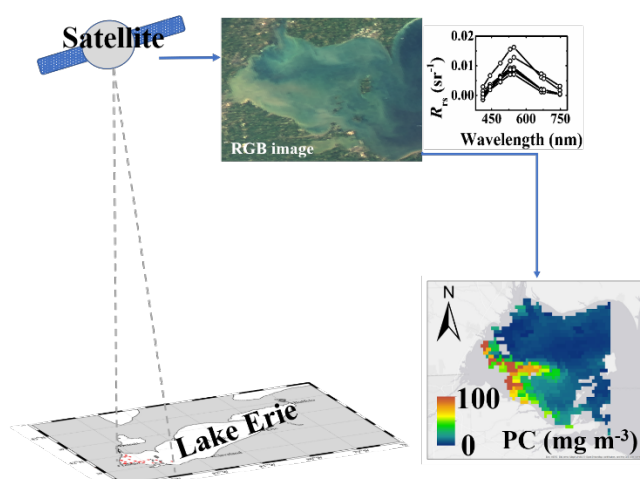 Satellite
RGB image
0.02
0.01
0.00
R_rs (sr⁻¹)
450 600 750
Wavelength (nm)
Lake Erie
N
100
0
PC (mg m⁻³)